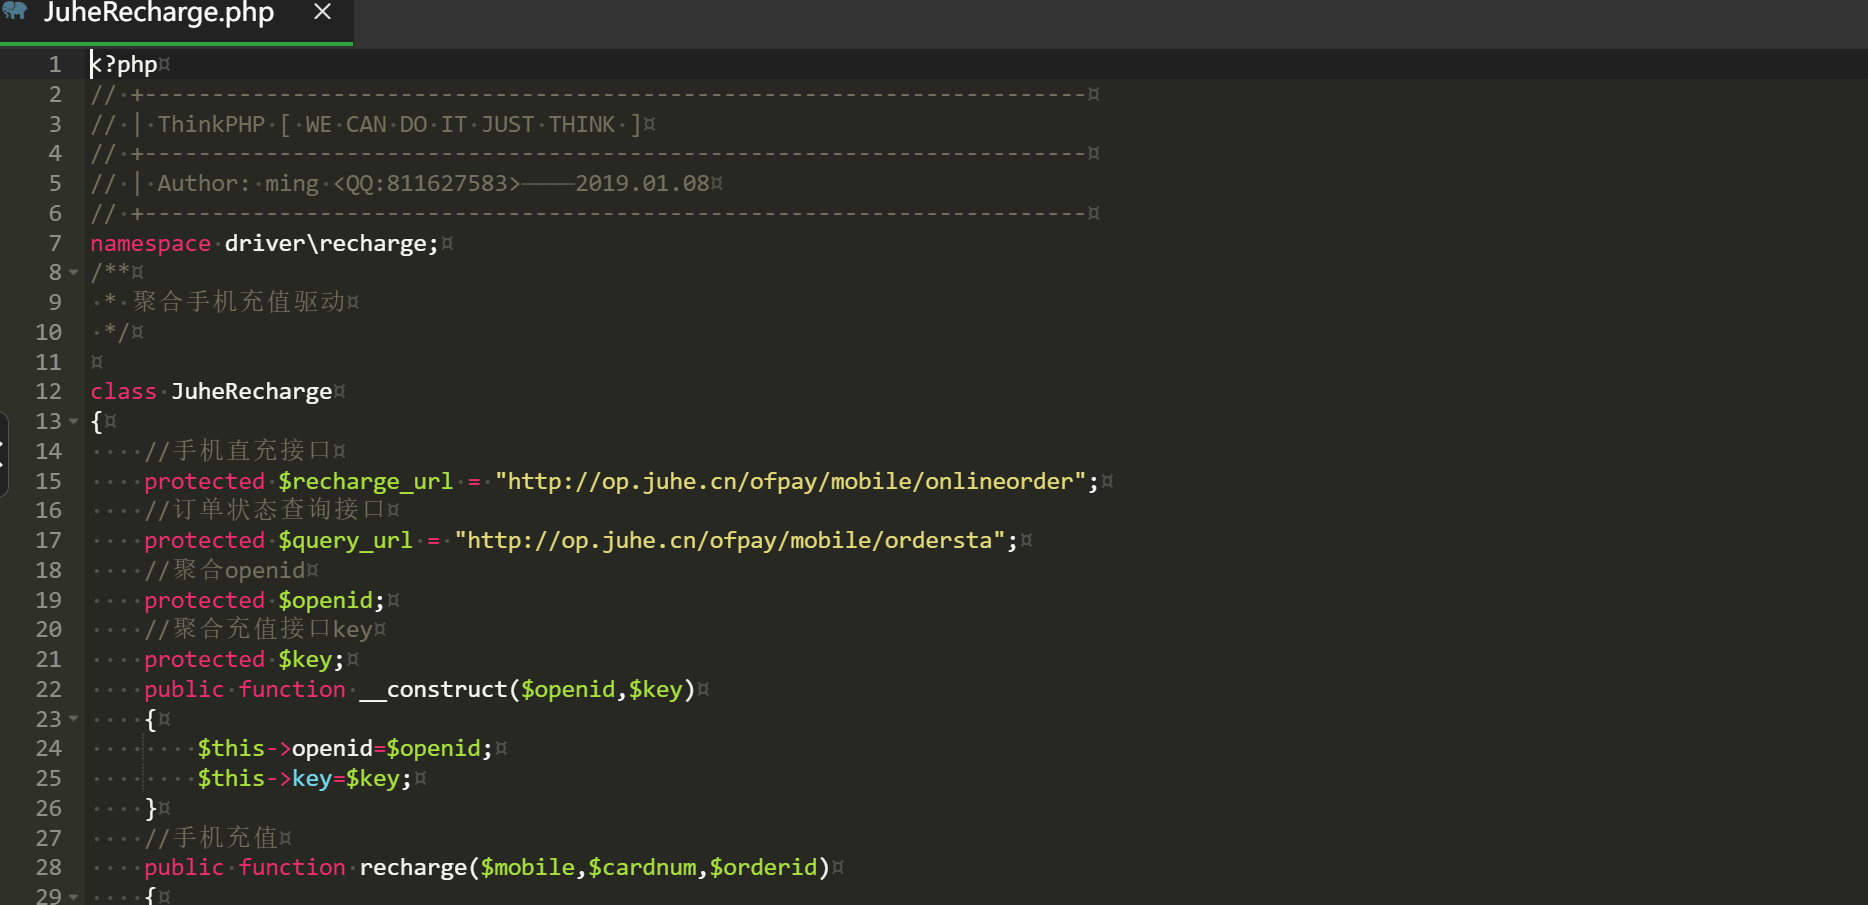 JuheRecharge.php ×
1 <?php
2 // +----------------------------------------------------------------------
3 // | ThinkPHP [ WE CAN DO IT JUST THINK ]
4 // +----------------------------------------------------------------------
5 // | Author: ming <QQ:811627583>————2019.01.08
6 // +----------------------------------------------------------------------
7 namespace driver\recharge;
8 /**
9  * 聚合手机充值驱动
10  */
11
12 class JuheRecharge
13 {
14     //手机直充接口
15     protected $recharge_url = "http://op.juhe.cn/ofpay/mobile/onlineorder";
16     //订单状态查询接口
17     protected $query_url = "http://op.juhe.cn/ofpay/mobile/ordersta";
18     //聚合openid
19     protected $openid;
20     //聚合充值接口key
21     protected $key;
22     public function __construct($openid,$key)
23     {
24         $this->openid=$openid;
25         $this->key=$key;
26     }
27     //手机充值
28     public function recharge($mobile,$cardnum,$orderid)
29     {